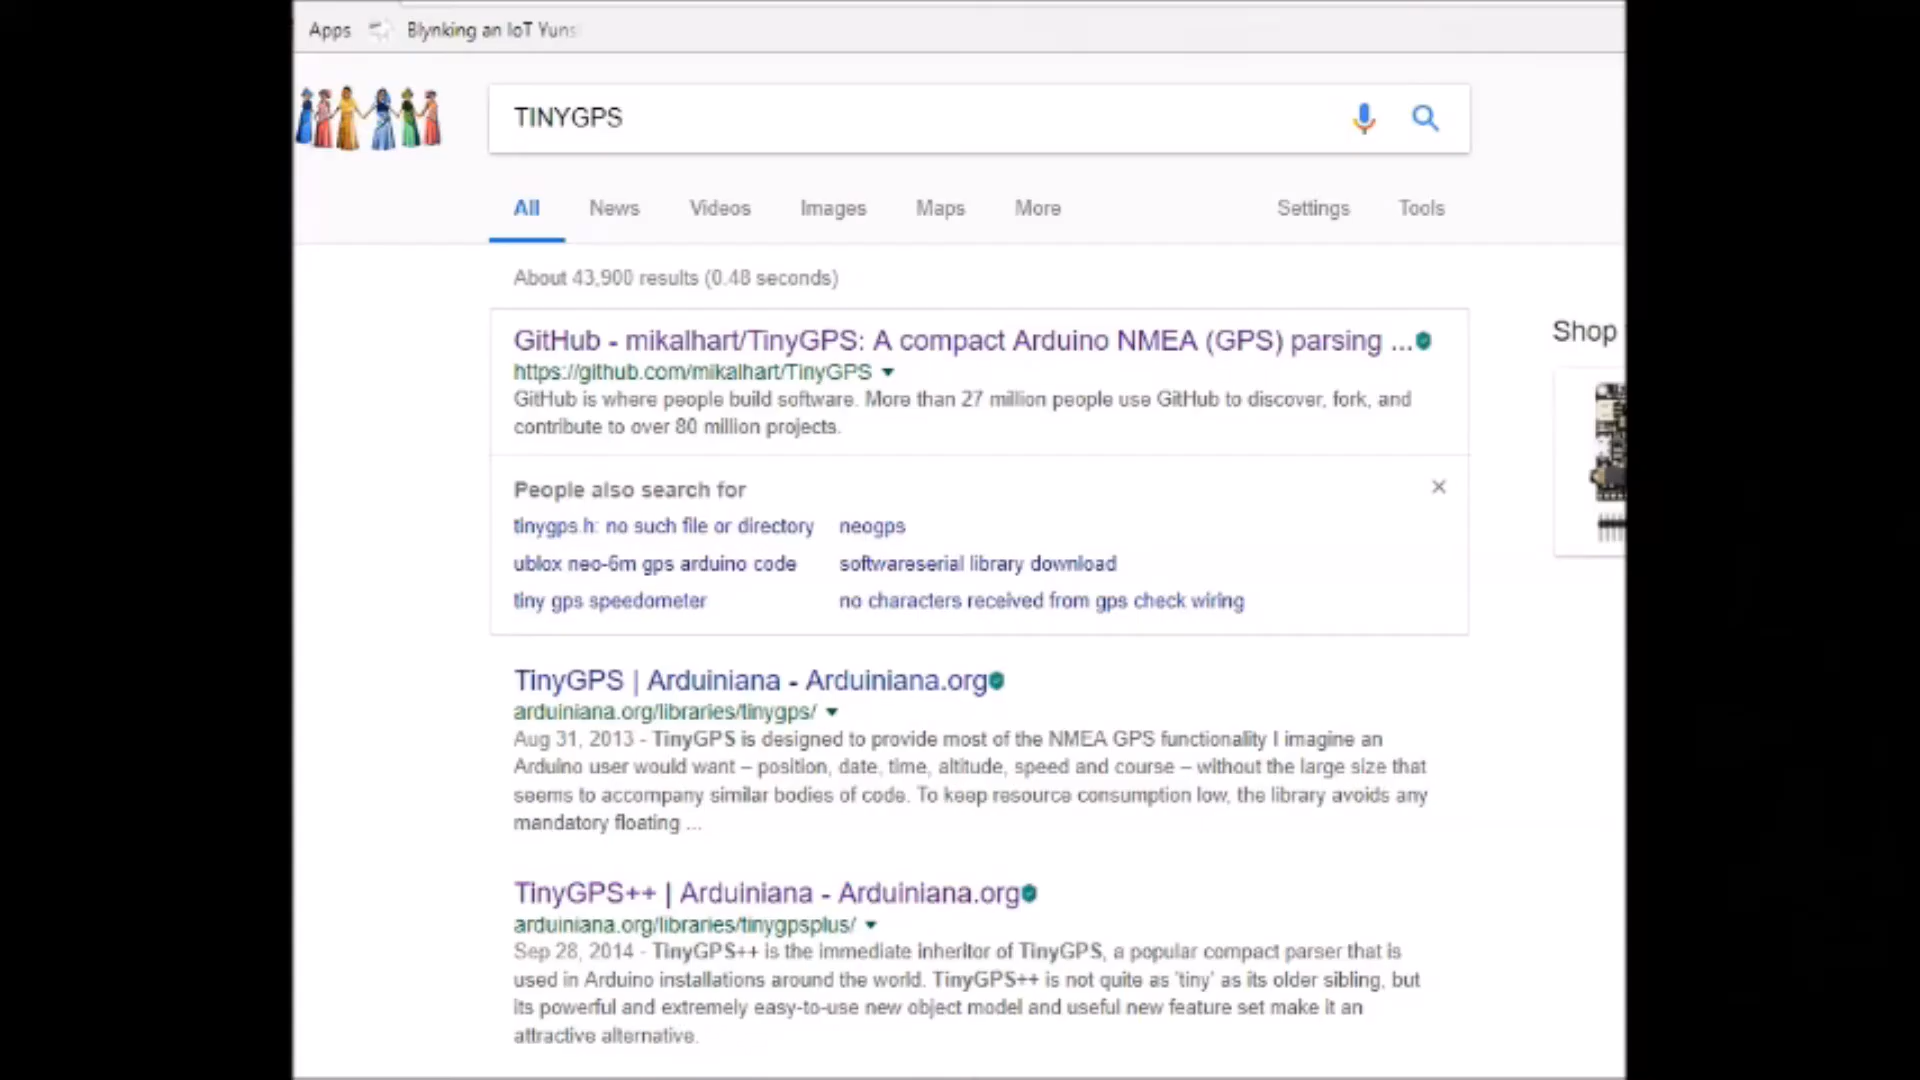 Apps Blynking an IoT Yuns
TINYGPS
All News Videos Images Maps More Settings Tools
About 43,900 results (0.48 seconds)
GitHub - mikalhart/TinyGPS: A compact Arduino NMEA (GPS) parsing ...
https://github.com/mikalhart/TinyGPS
GitHub is where people build software. More than 27 million people use GitHub to discover, fork, and
contribute to over 80 million projects.
Shop
People also search for
tinygps.h: no such file or directory neogps
ublox neo-6m gps arduino code softwareserial library download
tiny gps speedometer no characters received from gps check wiring
TinyGPS | Arduiniana - Arduiniana.org
arduiniana.org/libraries/tinygps/
Aug 31, 2013 - TinyGPS is designed to provide most of the NMEA GPS functionality I imagine an
Arduino user would want – position, date, time, altitude, speed and course – without the large size that
seems to accompany similar bodies of code. To keep resource consumption low, the library avoids any
mandatory floating ...
TinyGPS++ | Arduiniana - Arduiniana.org
arduiniana.org/libraries/tinygpsplus/
Sep 28, 2014 - TinyGPS++ is the immediate inheritor of TinyGPS, a popular compact parser that is
used in Arduino installations around the world. TinyGPS++ is not quite as 'tiny' as its older sibling, but
its powerful and extremely easy-to-use new object model and useful new feature set make it an
attractive alternative.